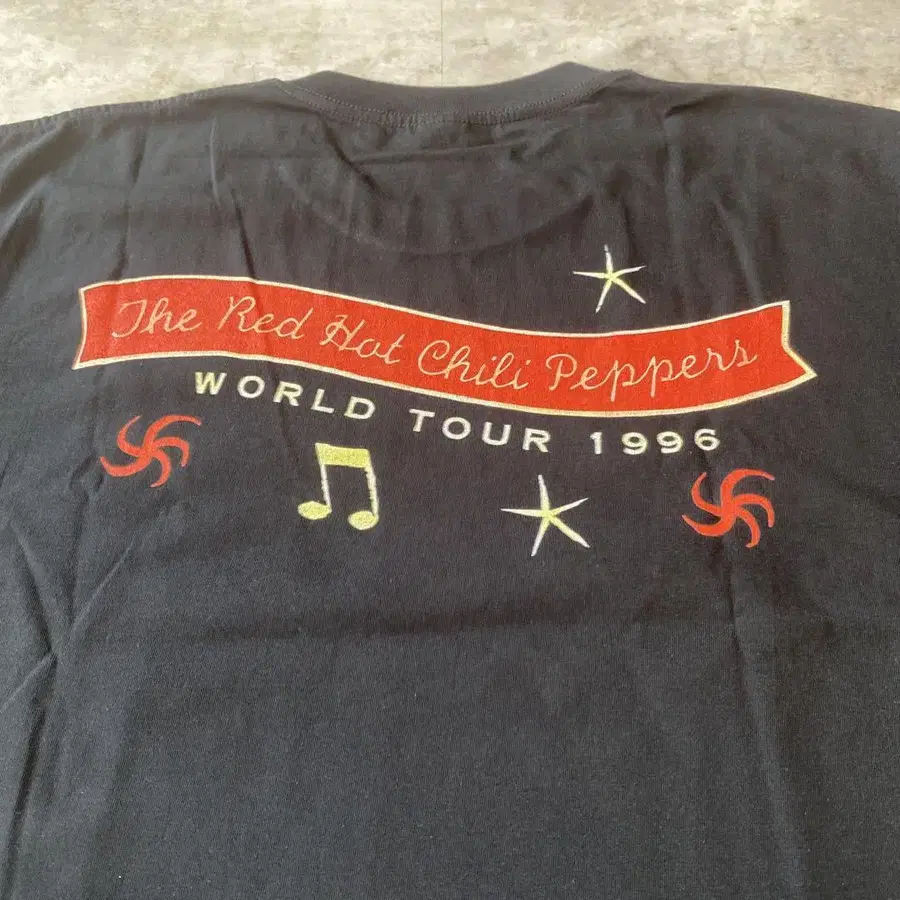 The Red Hot Chili Peppers
WORLD TOUR 1996